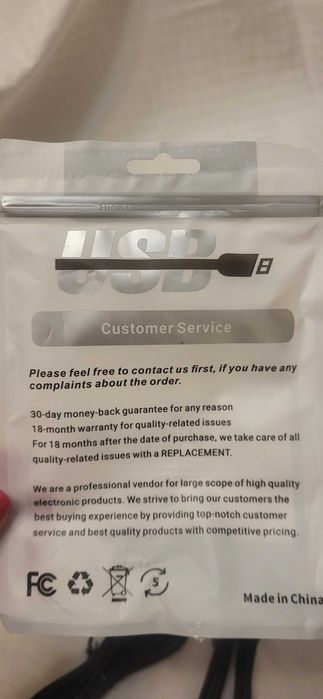 USB
Customer Service
Please feel free to contact us first, if you have any
complaints about the order.
30-day money-back guarantee for any reason
18-month warranty for quality-related issues
For 18 months after the date of purchase, we take care of all
quality-related issues with a REPLACEMENT.
We are a professional vendor for large scope of high quality
electronic products. We strive to bring our customers the
best buying experience by providing top-notch customer
service and best quality products with competitive pricing.
FC 5
Made in China